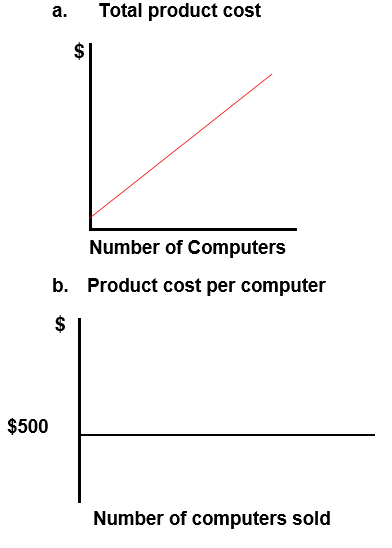 a. Total product cost
$
Number of Computers
b. Product cost per computer
$
$500
Number of computers sold